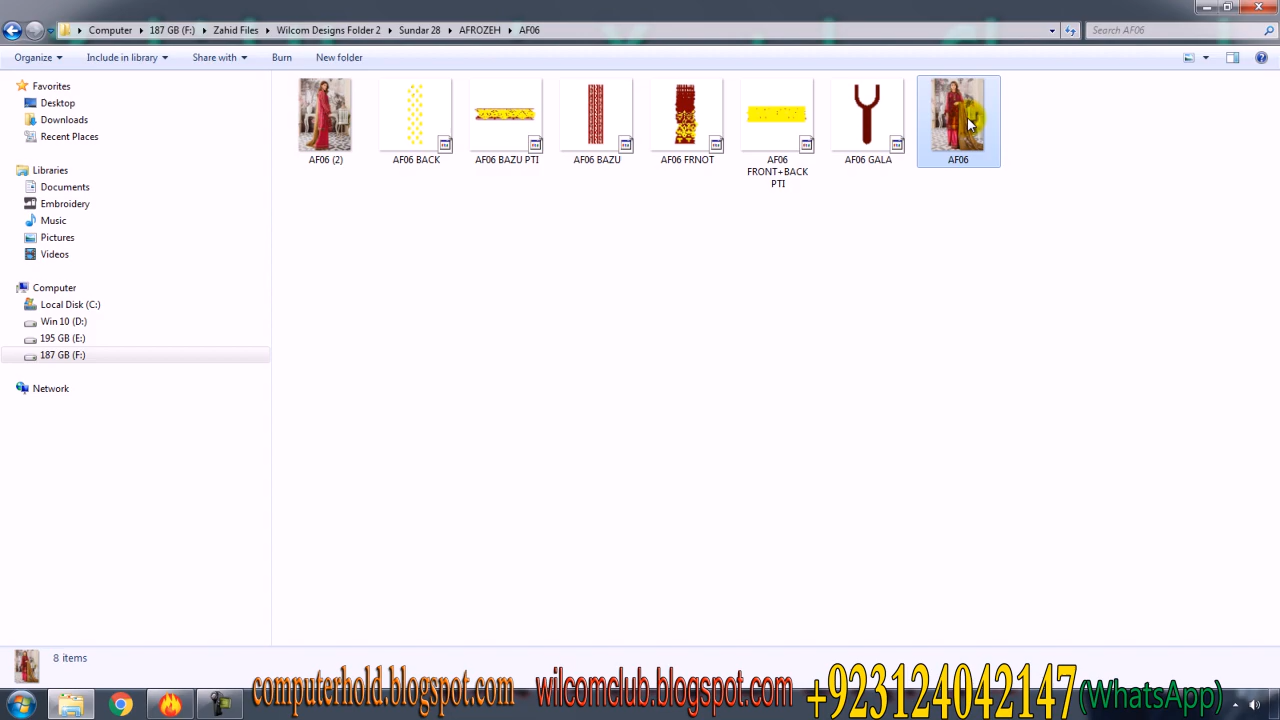 Computer 187 GB (F:) Zahid Files Wilcom Designs Folder 2 Sundar 28 AFROZEH AF06
Search AF06
Organize Include in library Share with Burn New folder
Favorites
Desktop
Downloads
Recent Places
Libraries
Documents
Embroidery
Music
Pictures
Videos
Computer
Local Disk (C:)
Win 10 (D:)
195 GB (E:)
187 GB (F:)
Network
AF06 (2)
AF06 BACK
AF06 BAZU PTI
AF06 BAZU
AF06 FRNOT
AF06
FRONT+BACK
PTI
AF06 GALA
AF06
8 items
computerhold.blogspot.com wilcomclub.blogspot.com +923124042147(WhatsApp)